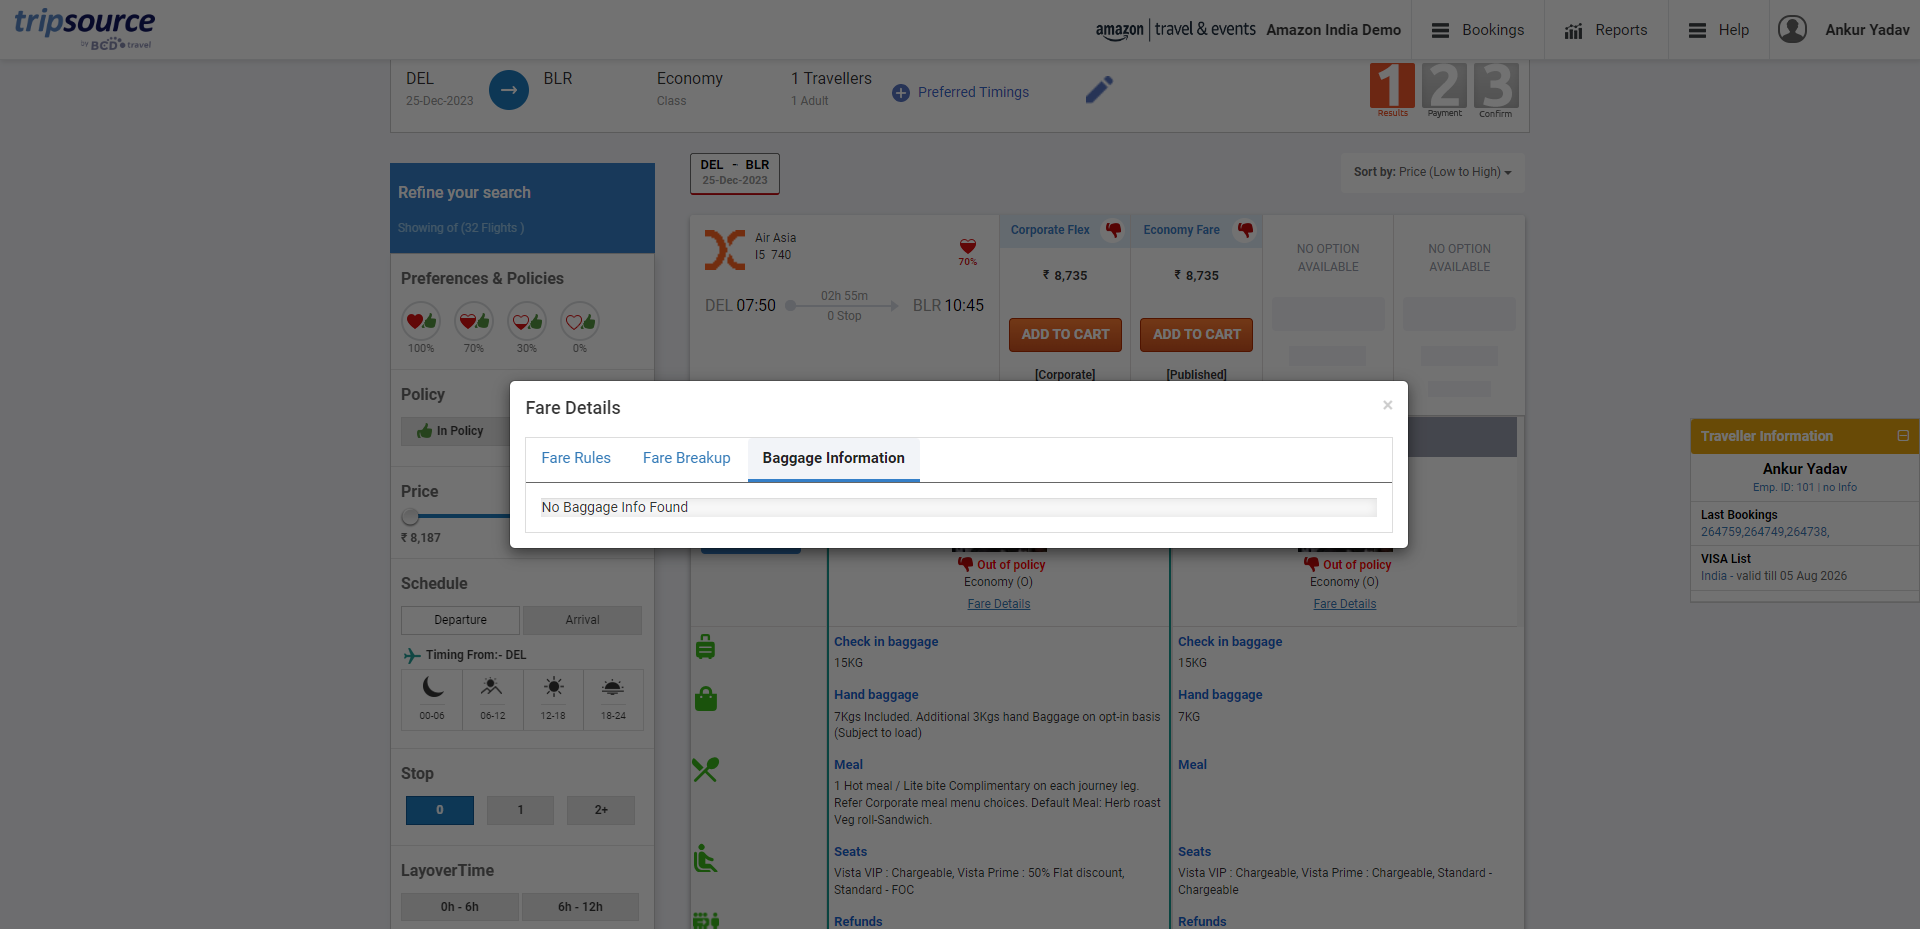 tripsource
by BCD travel
amazon | travel & events
Amazon India Demo
Bookings
Reports
Help
Ankur Yadav
DEL
25-Dec-2023
BLR
Economy
Class
1 Travellers
1 Adult
Preferred Timings
1 2 3
Results
Payment
Confirm
Refine your search
Showing of (32 Flights )
Preferences & Policies
100%
70%
30%
0%
Policy
In Policy
Price
₹ 8,187
Schedule
Departure
Arrival
Timing From:- DEL
00-06
06-12
12-18
18-24
Stop
0
1
2+
LayoverTime
0h - 6h
6h - 12h
DEL - BLR
25-Dec-2023
Sort by: Price (Low to High)
Air Asia
I5 740
70%
DEL 07:50
02h 55m
0 Stop
BLR 10:45
Corporate Flex
₹ 8,735
ADD TO CART
[Corporate]
Economy Fare
₹ 8,735
ADD TO CART
[Published]
NO OPTION
AVAILABLE
NO OPTION
AVAILABLE
Fare Details
×
Fare Rules
Fare Breakup
Baggage Information
No Baggage Info Found
Out of policy
Economy (O)
Fare Details
Out of policy
Economy (O)
Fare Details
Check in baggage
15KG
Hand baggage
7Kgs Included. Additional 3Kgs hand Baggage on opt-in basis
(Subject to load)
Meal
1 Hot meal / Lite bite Complimentary on each journey leg.
Refer Corporate meal menu choices. Default Meal: Herb roast
Veg roll-Sandwich.
Seats
Vista VIP : Chargeable, Vista Prime : 50% Flat discount,
Standard - FOC
Refunds
Check in baggage
15KG
Hand baggage
7KG
Meal
Seats
Vista VIP : Chargeable, Vista Prime : Chargeable, Standard -
Chargeable
Refunds
Traveller Information
Ankur Yadav
Emp. ID: 101 | no Info
Last Bookings
264759,264749,264738,
VISA List
India - valid till 05 Aug 2026